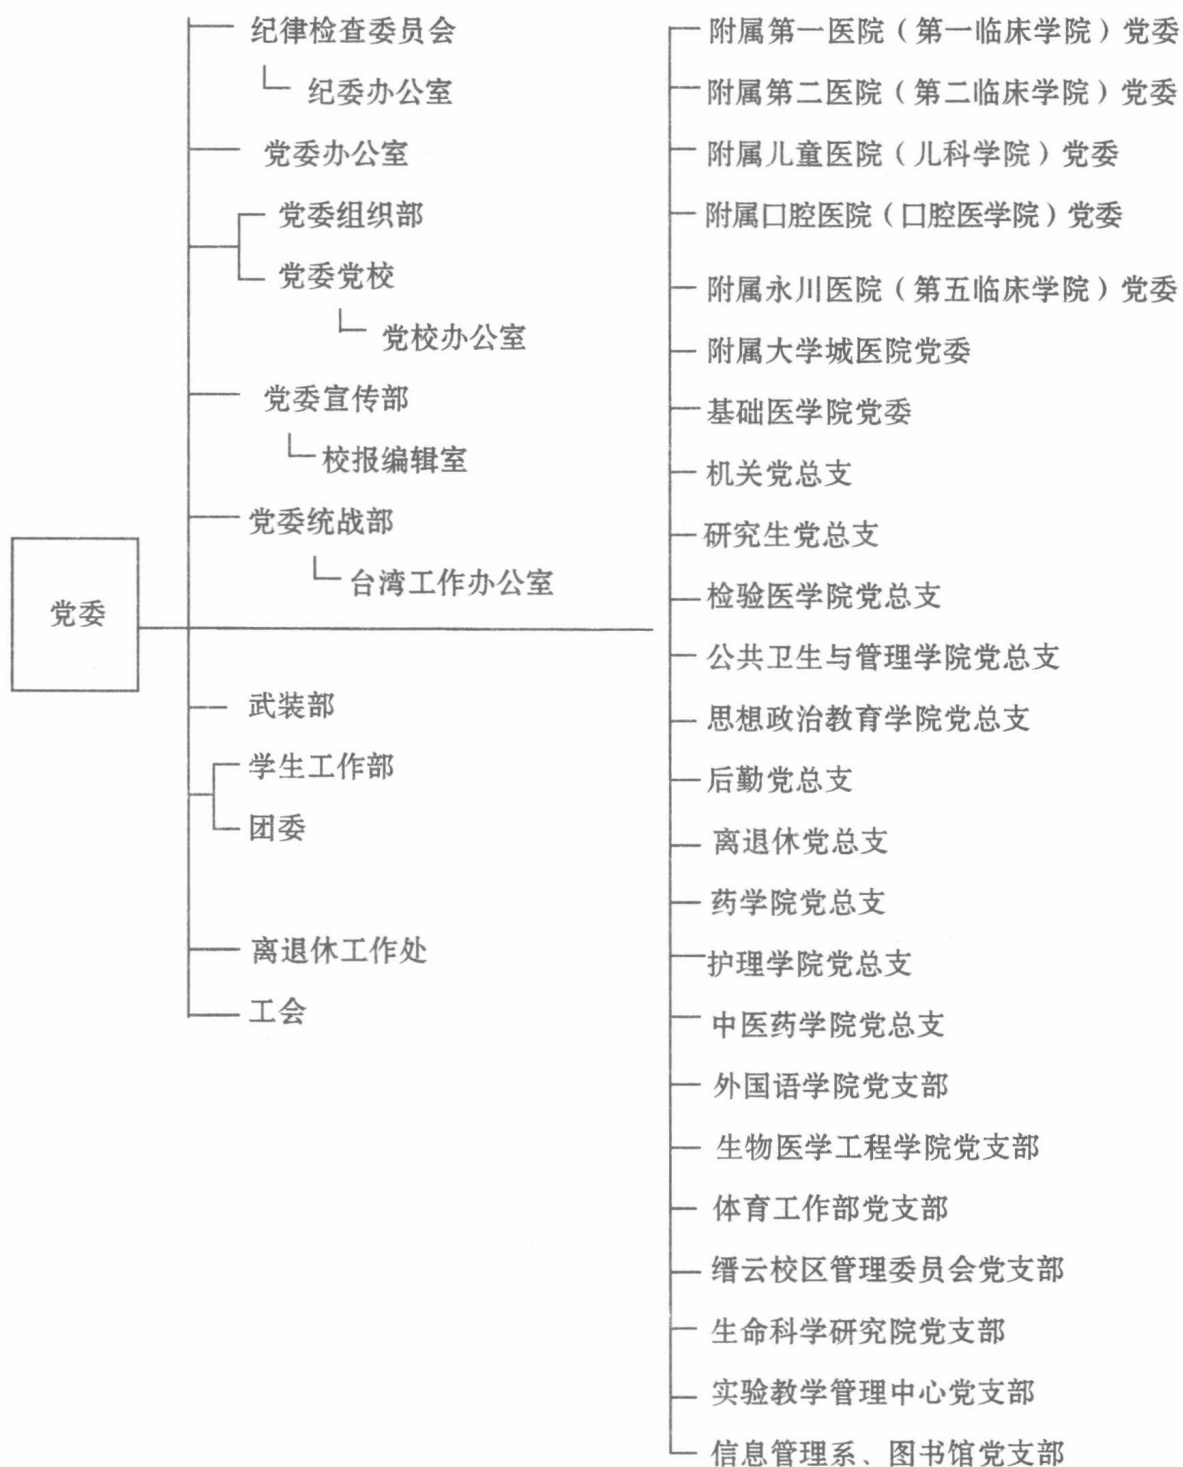 党委
纪律检查委员会
纪委办公室
党委办公室
党委组织部
党委党校
党校办公室
党委宣传部
校报编辑室
党委统战部
台湾工作办公室
武装部
学生工作部
团委
离退休工作处
工会
附属第一医院（第一临床学院）党委
附属第二医院（第二临床学院）党委
附属儿童医院（儿科学院）党委
附属口腔医院（口腔医学院）党委
附属永川医院（第五临床学院）党委
附属大学城医院党委
基础医学院党委
机关党总支
研究生党总支
检验医学院党总支
公共卫生与管理学院党总支
思想政治教育学院党总支
后勤党总支
离退休党总支
药学院党总支
护理学院党总支
中医药学院党总支
外国语学院党支部
生物医学工程学院党支部
体育工作部党支部
缙云校区管理委员会党支部
生命科学研究院党支部
实验教学管理中心党支部
信息管理系、图书馆党支部